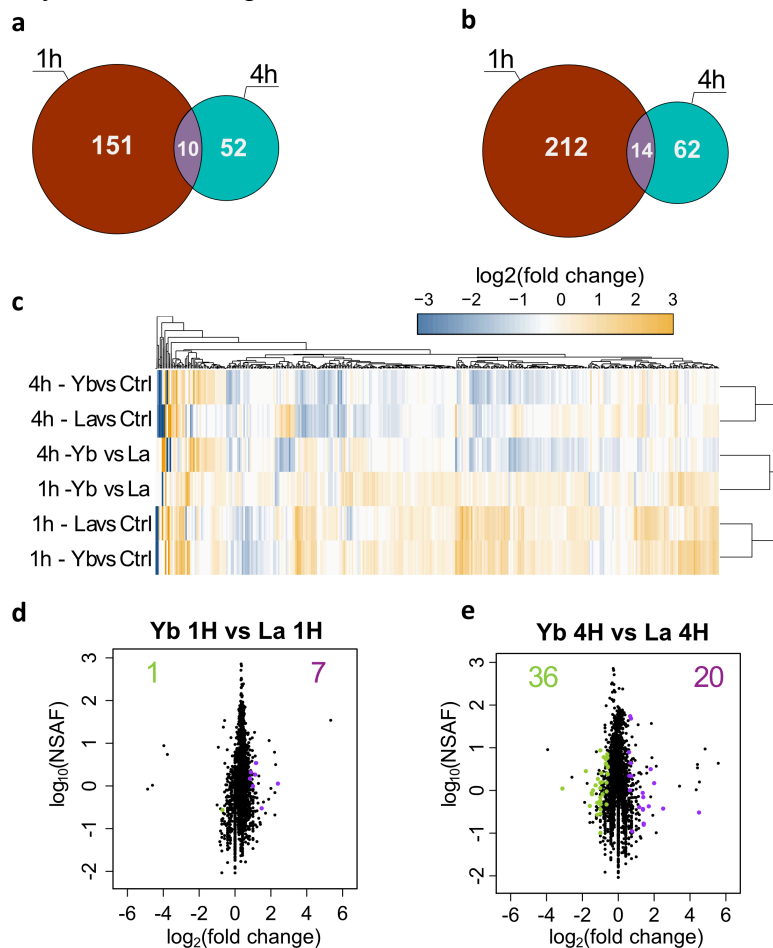 a
b
1h
4h
151
10
52
1h
4h
212
14
62
c
log2(fold change)
−3 −2 −1 0 1 2 3
4h - Ybvs Ctrl
4h - Lavs Ctrl
4h -Yb vs La
1h -Yb vs La
1h - Lavs Ctrl
1h - Ybvs Ctrl
d
Yb 1H vs La 1H
1
7
log10(NSAF)
3
2
1
0
-1
-2
-6 -4 -2 0 2 4 6
log2(fold change)
e
Yb 4H vs La 4H
36
20
log10(NSAF)
3
2
1
0
-1
-2
-6 -4 -2 0 2 4 6
log2(fold change)